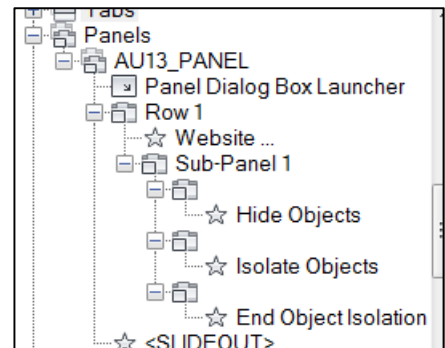 Tabs
Panels
AU13_PANEL
Panel Dialog Box Launcher
Row 1
Website ...
Sub-Panel 1
Hide Objects
Isolate Objects
End Object Isolation
<SLIDEOUT>